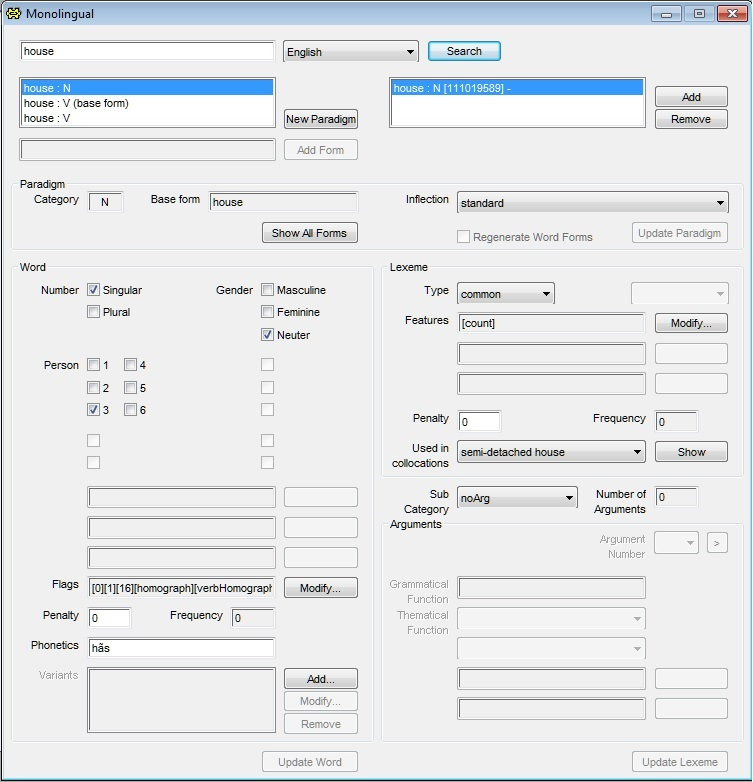 Monolingual
house English Search
house : N
house : V (base form)
house : V
New Paradigm
house : N [111019589] -
Add
Remove
Add Form
Paradigm
Category N Base form house Inflection standard
Show All Forms Regenerate Word Forms Update Paradigm
Word
Number Singular Gender Masculine
Plural Feminine
Neuter
Person 1 4
2 5
3 6
Flags [0][1][16][homograph][verbHomograph Modify...
Penalty 0 Frequency 0
Phonetics hãs
Variants Add...
Modify...
Remove
Update Word
Lexeme
Type common
Features [count] Modify...
Penalty 0 Frequency 0
Used in
collocations semi-detached house Show
Sub
Category noArg Number of
Arguments 0
Arguments
Argument
Number >
Grammatical
Function
Thematical
Function
Update Lexeme